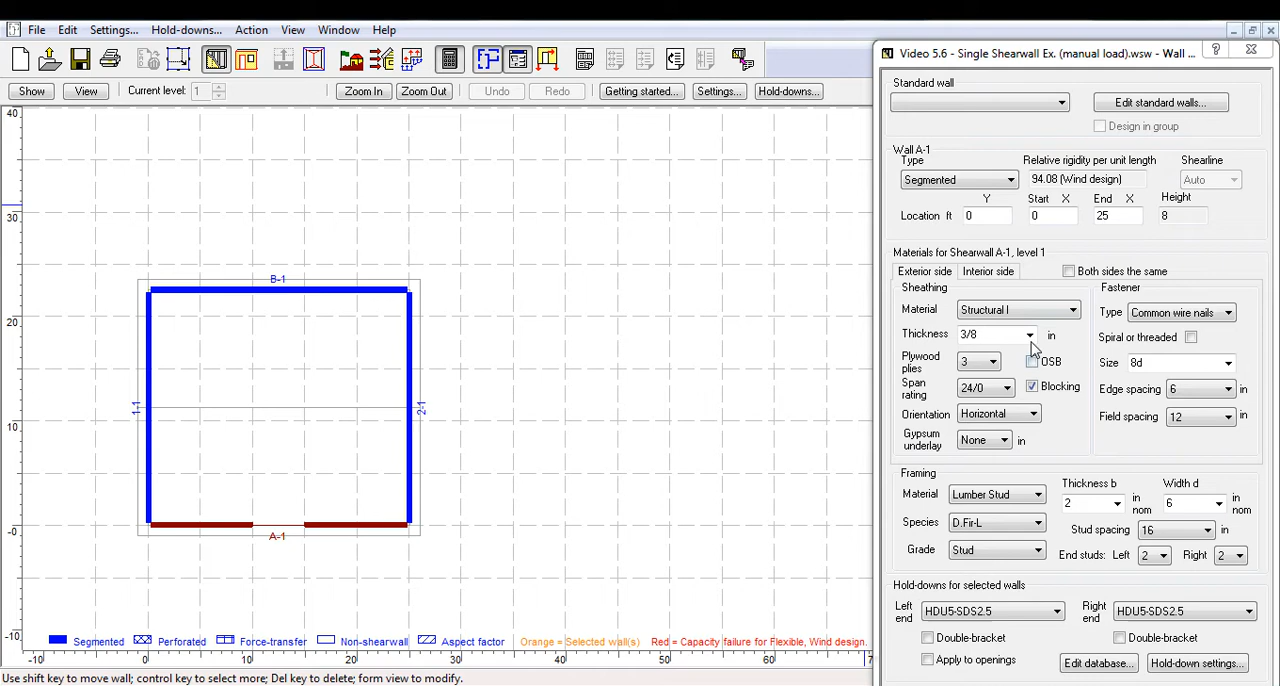 File Edit Settings... Hold-downs... Action View Window Help
Show View Current level: 1 Zoom In Zoom Out Undo Redo Getting started... Settings... Hold-downs...
40
30
20
10
-0
-10
-10 0 10 20 30 40 50 60 7
B-1
1-1
2-1
A-1
Segmented Perforated Force-transfer Non-shearwall Aspect factor Orange = Selected wall(s) Red = Capacity failure for Flexible, Wind design.
Use shift key to move wall; control key to select more; Del key to delete; form view to modify.
Video 5.6 - Single Shearwall Ex. (manual load).wsw - Wall ...
Standard wall
Edit standard walls...
Design in group
Wall A-1
Type Relative rigidity per unit length Shearline
Segmented 94.08 (Wind design) Auto
Y Start X End X Height
Location ft 0 0 25 8
Materials for Shearwall A-1, level 1
Exterior side Interior side Both sides the same
Sheathing
Material Structural I
Thickness 3/8 in
Plywood plies 3 OSB
Span rating 24/0 Blocking
Orientation Horizontal
Gypsum underlay None in
Fastener
Type Common wire nails
Spiral or threaded
Size 8d
Edge spacing 6 in
Field spacing 12 in
Framing
Material Lumber Stud
Species D.Fir-L
Grade Stud
Thickness b Width d
2 in nom 6 in nom
Stud spacing 16 in
End studs: Left 2 Right 2
Hold-downs for selected walls
Left end HDU5-SDS2.5 Right end HDU5-SDS2.5
Double-bracket Double-bracket
Apply to openings Edit database... Hold-down settings...